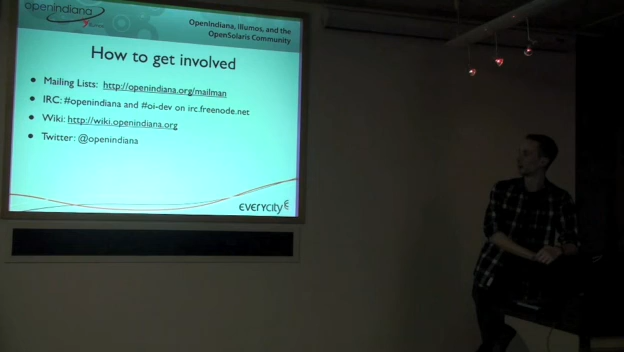 openindiana
OpenIndiana, Illumos, and the
OpenSolaris Community
How to get involved
• Mailing Lists: http://openindiana.org/mailman
• IRC: #openindiana and #oi-dev on irc.freenode.net
• Wiki: http://wiki.openindiana.org
• Twitter: @openindiana
everycity